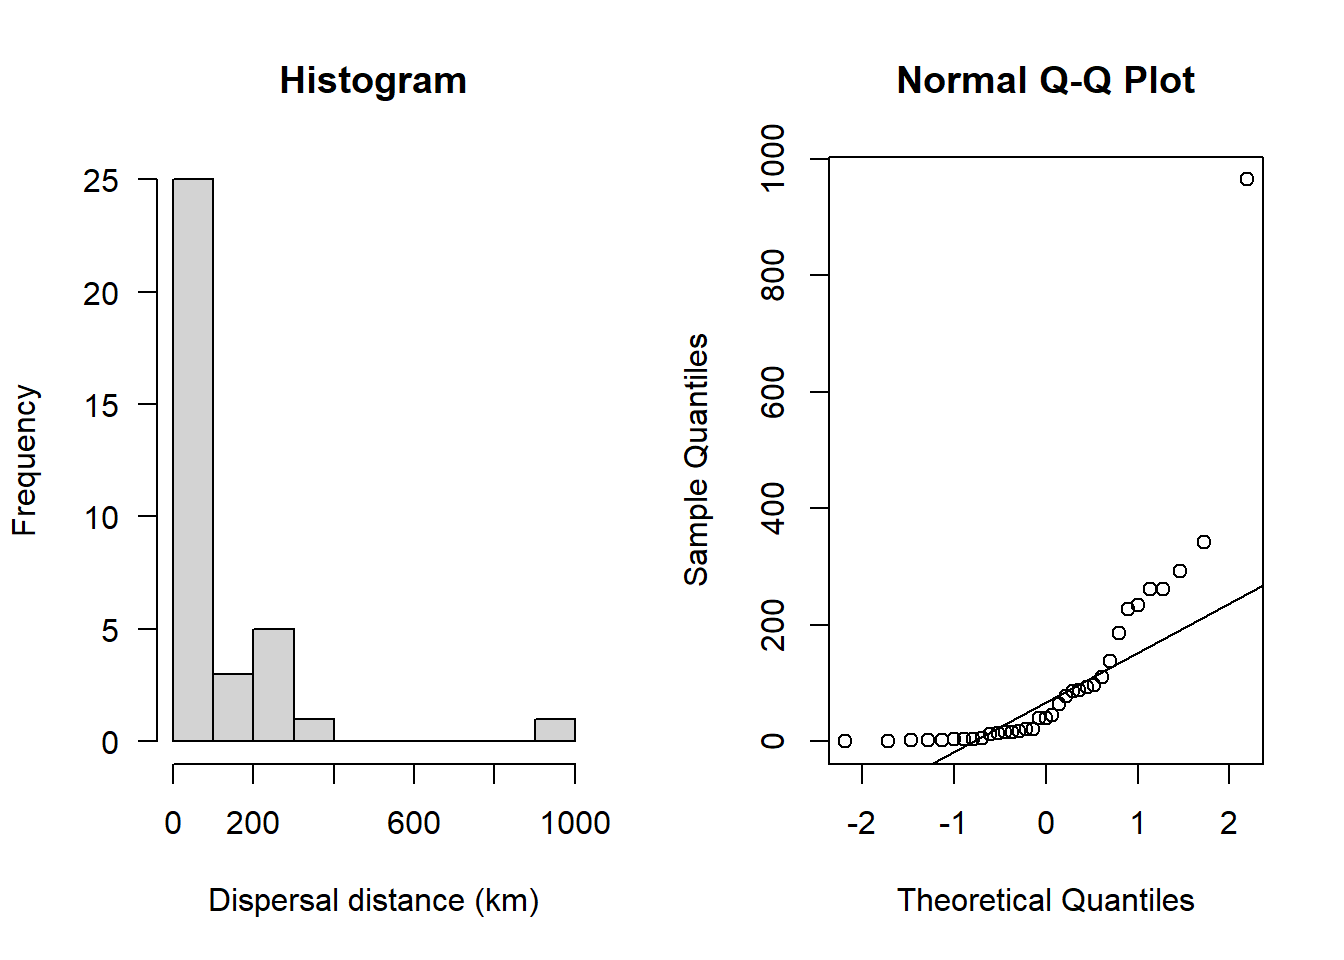 Histogram
Frequency
25
20
15
10
5
0
0 200 600 1000
Dispersal distance (km)
Normal Q-Q Plot
Sample Quantiles
1000
800
600
400
200
0
-2 -1 0 1 2
Theoretical Quantiles